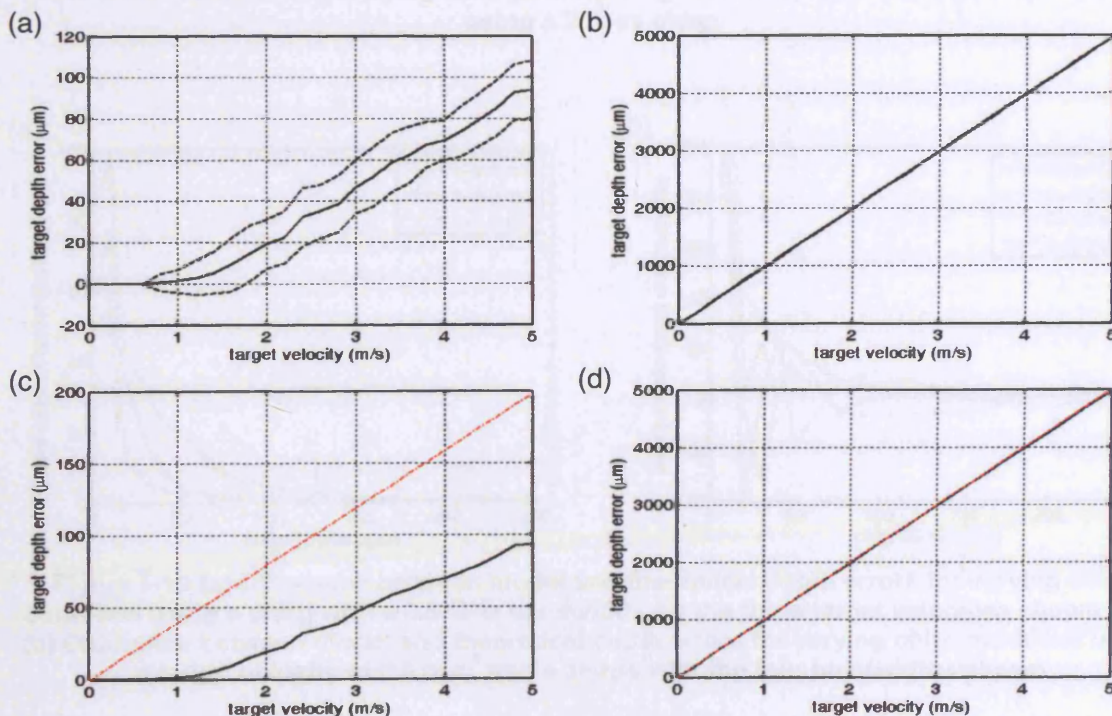 (a)
120
100
80
60
40
20
0
-20
0 1 2 3 4 5
target depth error (μm)
target velocity (m/s)
(b)
5000
4000
3000
2000
1000
0
0 1 2 3 4 5
target depth error (μm)
target velocity (m/s)
(c)
200
150
100
50
0
0 1 2 3 4 5
target depth error (μm)
target velocity (m/s)
(d)
5000
4000
3000
2000
1000
0
0 1 2 3 4 5
target depth error (μm)
target velocity (m/s)